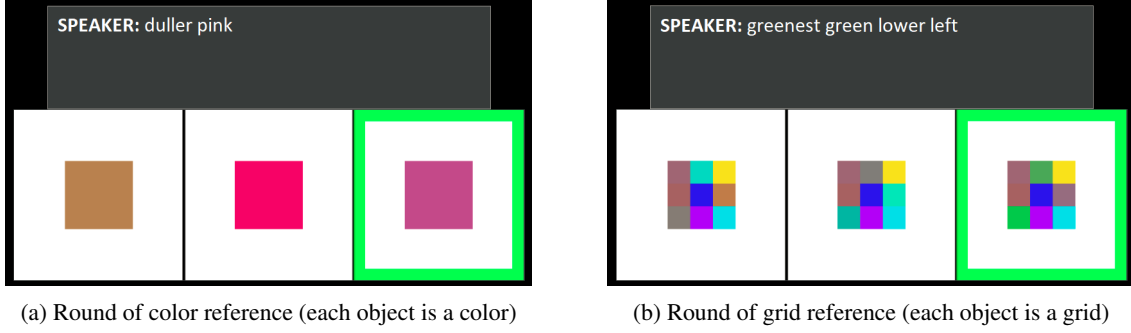 SPEAKER: duller pink
SPEAKER: greenest green lower left
(a) Round of color reference (each object is a color)
(b) Round of grid reference (each object is a grid)